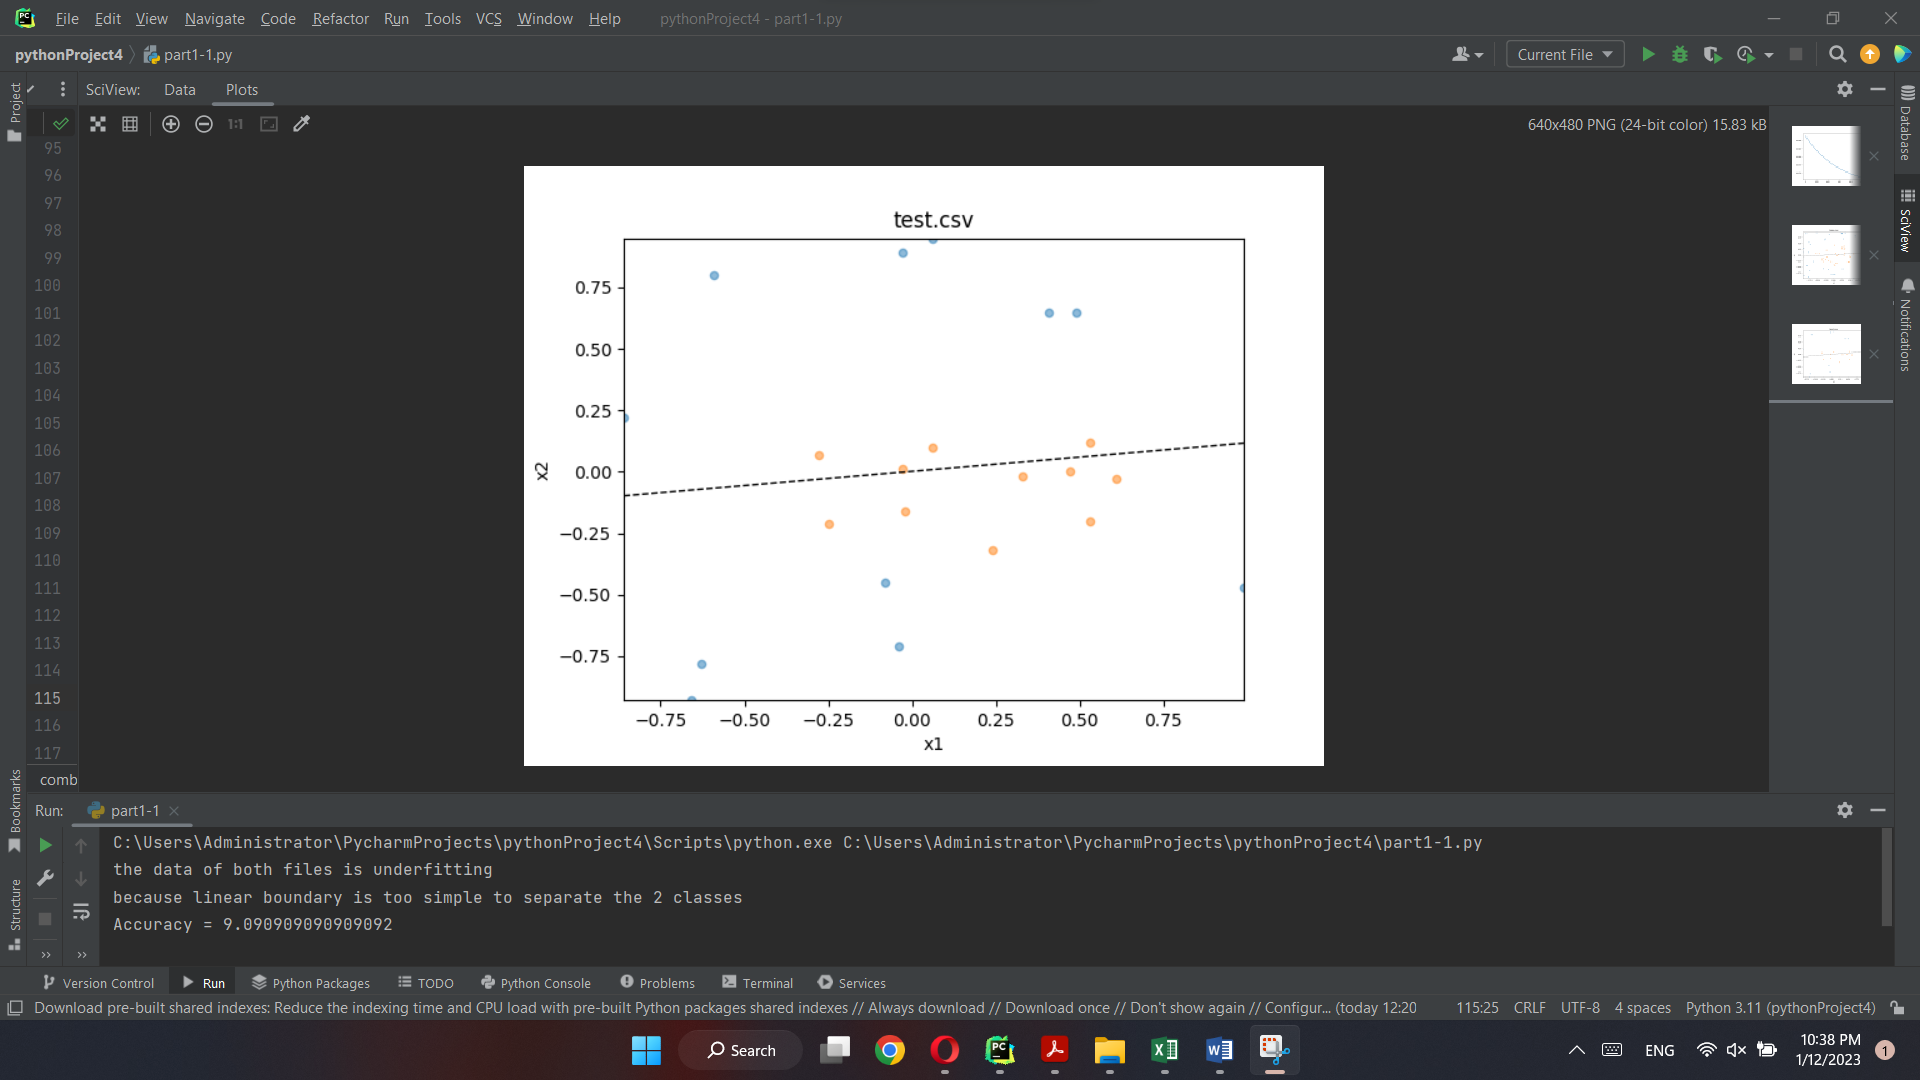 File Edit View Navigate Code Refactor Run Tools VCS Window Help pythonProject4 - part1-1.py
pythonProject4 part1-1.py Current File
Project SciView: Data Plots
1:1 640x480 PNG (24-bit color) 15.83 kB
Database
SciView
Notifications
95
96
97
98
99
100
101
102
103
104
105
106
107
108
109
110
111
112
113
114
115
116
117
comb
test.csv
0.75
0.50
0.25
0.00
−0.25
−0.50
−0.75
x2
−0.75 −0.50 −0.25 0.00 0.25 0.50 0.75
x1
Bookmarks
Structure
Run: part1-1
C:\Users\Administrator\PycharmProjects\pythonProject4\Scripts\python.exe C:\Users\Administrator\PycharmProjects\pythonProject4\part1-1.py
the data of both files is underfitting
because linear boundary is too simple to separate the 2 classes
Accuracy = 9.090909090909092
Version Control Run Python Packages TODO Python Console Problems Terminal Services
Download pre-built shared indexes: Reduce the indexing time and CPU load with pre-built Python packages shared indexes // Always download // Download once // Don't show again // Configur... (today 12:20 115:25 CRLF UTF-8 4 spaces Python 3.11 (pythonProject4)
Search ENG 10:38 PM
1/12/2023 1